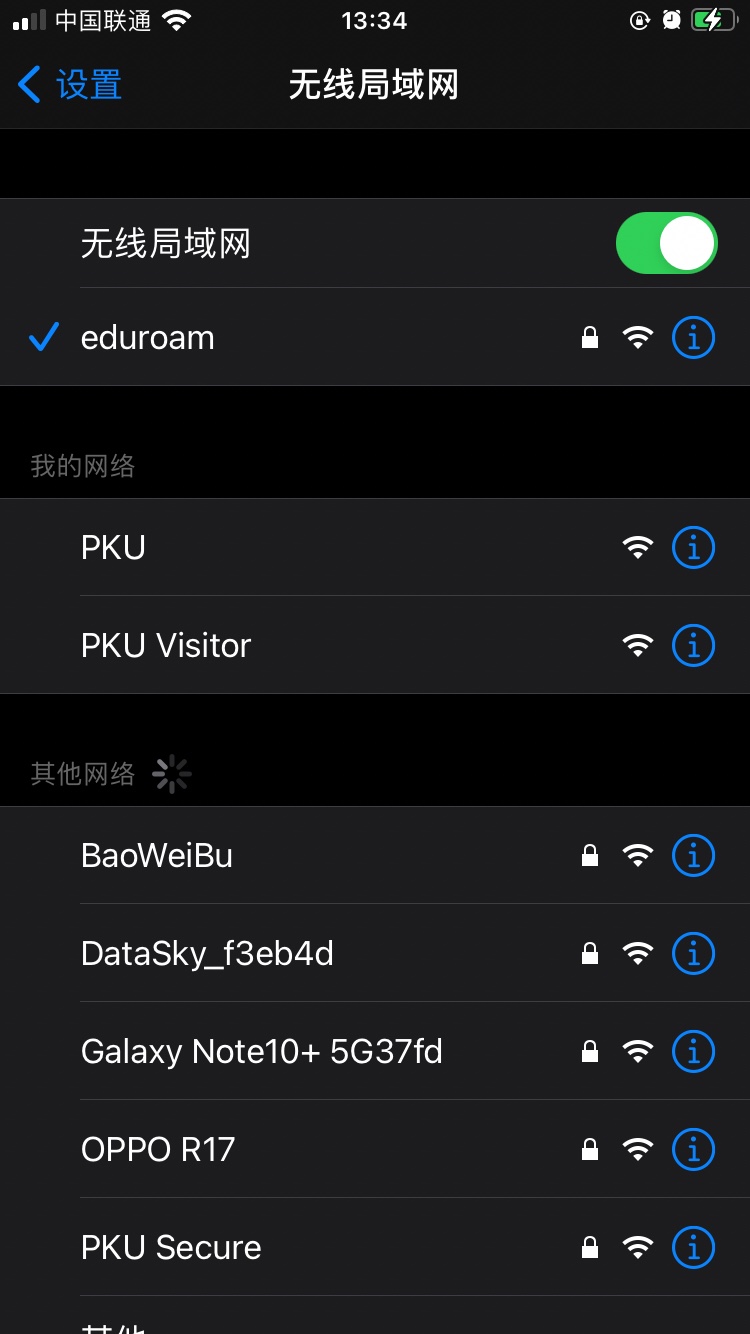 中国联通 13:34
设置 无线局域网
无线局域网
eduroam
我的网络
PKU
PKU Visitor
其他网络
BaoWeiBu
DataSky_f3eb4d
Galaxy Note10+ 5G37fd
OPPO R17
PKU Secure
其他